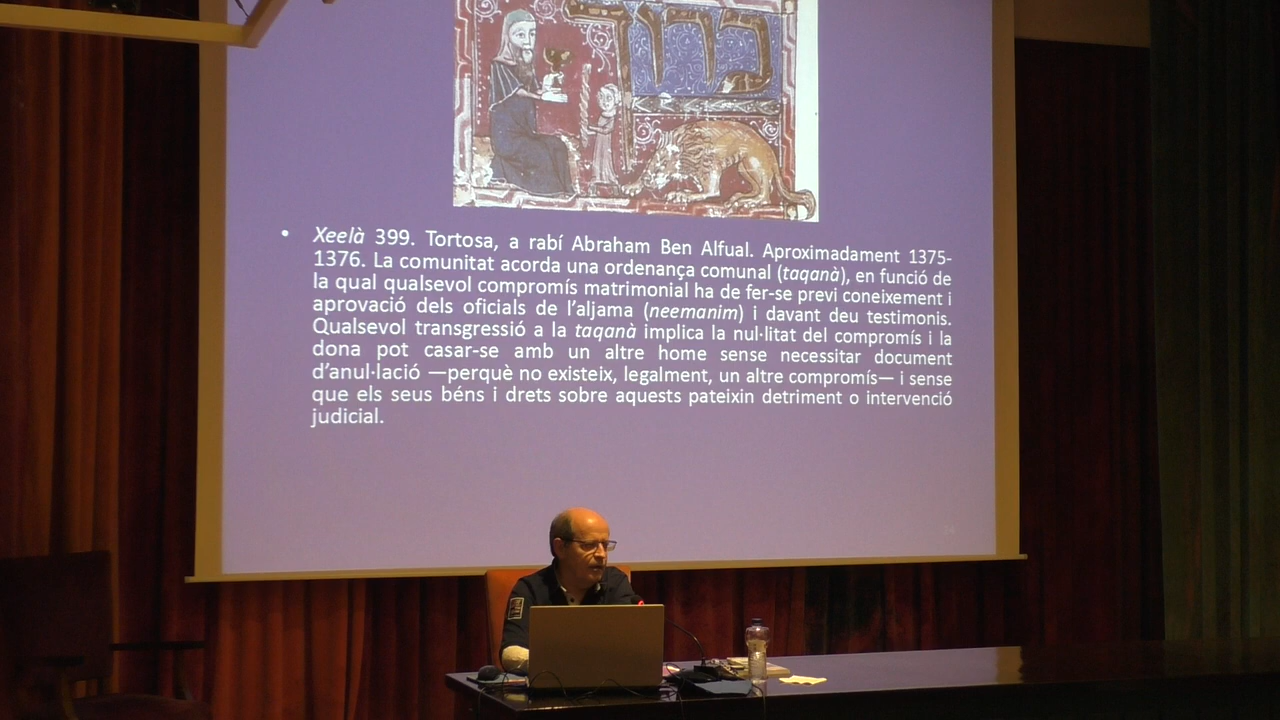 ברוך
• Xeelà 399. Tortosa, a rabí Abraham Ben Alfual. Aproximadament 1375-
1376. La comunitat acorda una ordenança comunal (taqanà), en funció de
la qual qualsevol compromís matrimonial ha de fer-se previ coneixement i
aprovació dels oficials de l'aljama (neemanim) i davant deu testimonis.
Qualsevol transgressió a la taqanà implica la nul·litat del compromís i la
dona pot casar-se amb un altre home sense necessitar document
d'anul·lació —perquè no existeix, legalment, un altre compromís— i sense
que els seus béns i drets sobre aquests pateixin detriment o intervenció
judicial.